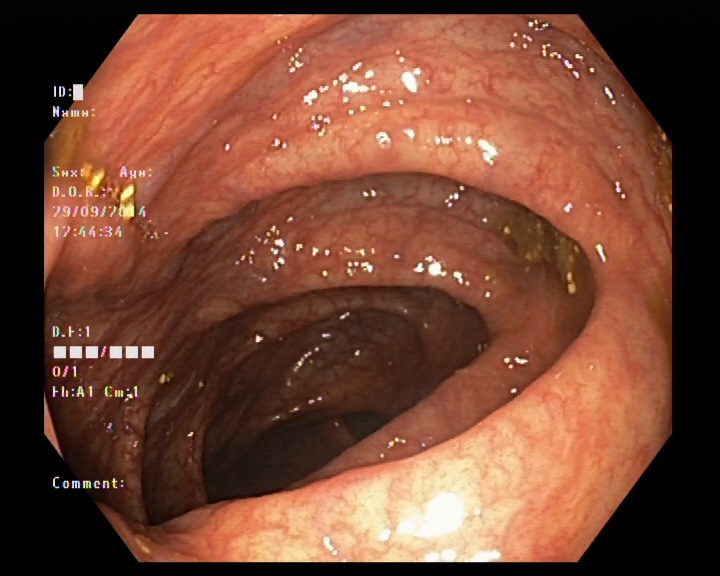 ID:
Name:
Sex: Age:
D.O.B.:
29/09/2014
12:44:34
D.F:1
■■■/■■■
0/1
Eh:A1 Cm:1
Comment: